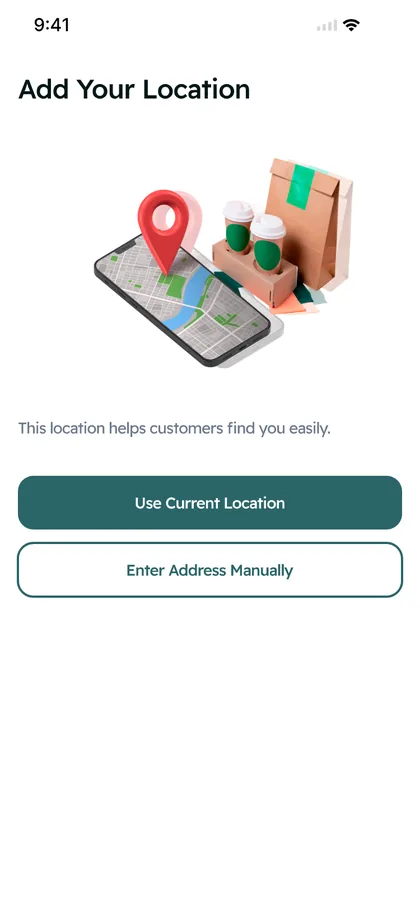 9:41
Add Your Location
This location helps customers find you easily.
Use Current Location
Enter Address Manually